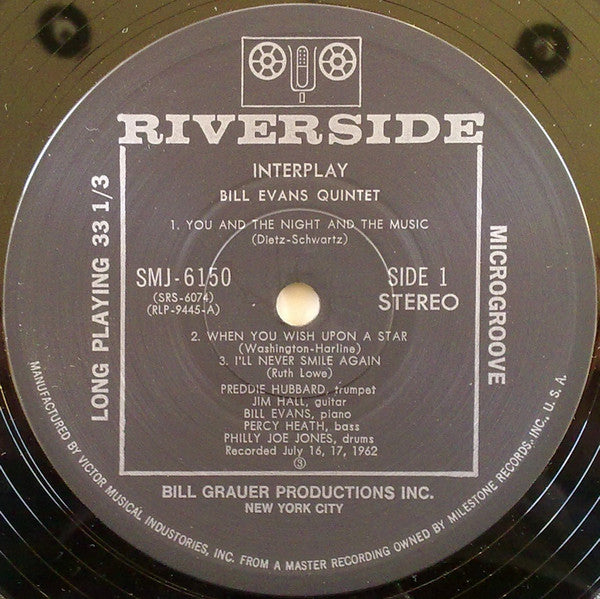 RIVERSIDE
INTERPLAY
BILL EVANS QUINTET
1. YOU AND THE NIGHT AND THE MUSIC
(Dietz-Schwartz)
SMJ-6150
(SRS-6074)
(RLP-9445-A)
SIDE 1
STEREO
2. WHEN YOU WISH UPON A STAR
(Washington-Harline)
3. I'LL NEVER SMILE AGAIN
(Ruth Lowe)
FREDDIE HUBBARD, trumpet
JIM HALL, guitar
BILL EVANS, piano
PERCY HEATH, bass
PHILLY JOE JONES, drums
Recorded July 16, 17, 1962
③
LONG PLAYING 33 1/3
MICROGROOVE
BILL GRAUER PRODUCTIONS INC.
NEW YORK CITY
MANUFACTURED BY VICTOR MUSICAL INDUSTRIES, INC. FROM A MASTER RECORDING OWNED BY MILESTONE RECORDS, INC., U. S. A.